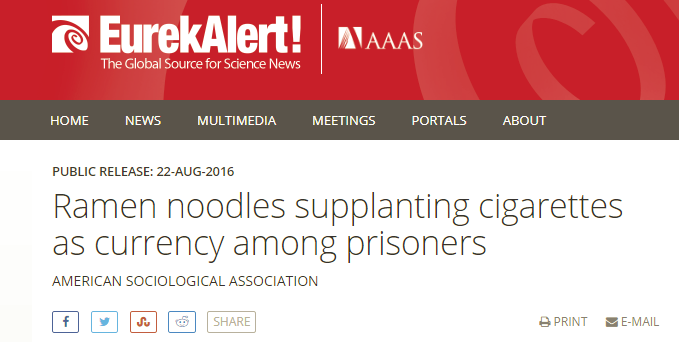 EurekAlert!
The Global Source for Science News
AAAS
HOME NEWS MULTIMEDIA MEETINGS PORTALS ABOUT
PUBLIC RELEASE: 22-AUG-2016
Ramen noodles supplanting cigarettes
as currency among prisoners
AMERICAN SOCIOLOGICAL ASSOCIATION
SHARE PRINT E-MAIL